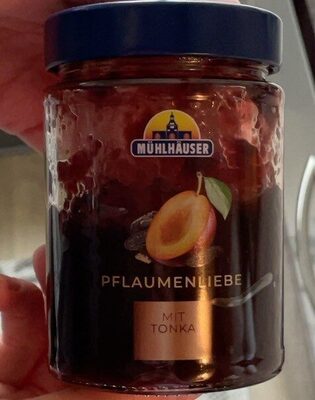 MÜHLHÄUSER
PFLAUMENLIEBE
MIT
TONKA